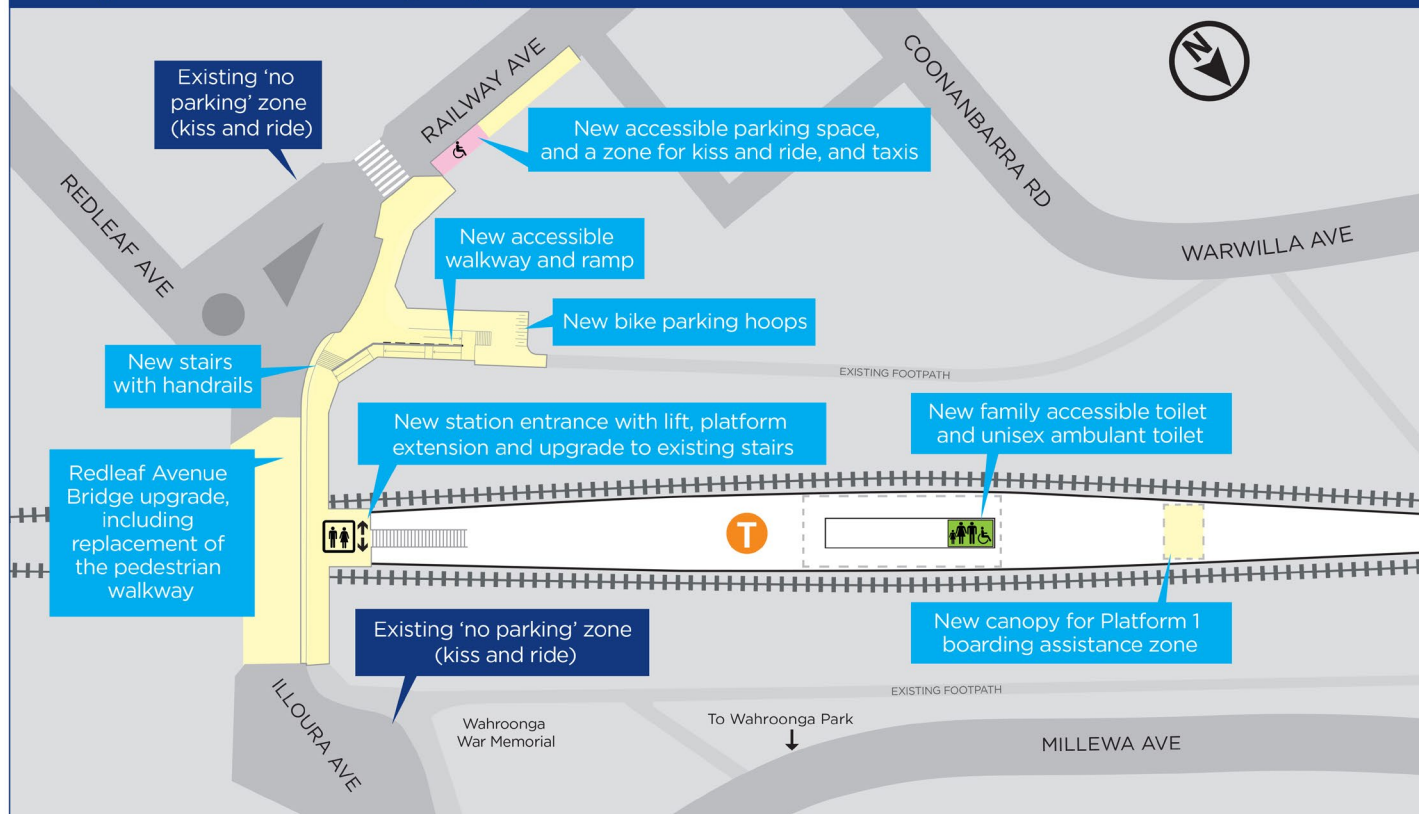 N
COONANBARRA RD
RAILWAY AVE
Existing ‘no
parking’ zone
(kiss and ride)
New accessible parking space,
and a zone for kiss and ride, and taxis
REDLEAF AVE
WARWILLA AVE
New accessible
walkway and ramp
New bike parking hoops
New stairs
with handrails
EXISTING FOOTPATH
New station entrance with lift, platform
extension and upgrade to existing stairs
New family accessible toilet
and unisex ambulant toilet
Redleaf Avenue
Bridge upgrade,
including
replacement of
the pedestrian
walkway
T
Existing ‘no parking’ zone
(kiss and ride)
New canopy for Platform 1
boarding assistance zone
EXISTING FOOTPATH
ILLOURA AVE
Wahroonga
War Memorial
To Wahroonga Park
MILLEWA AVE